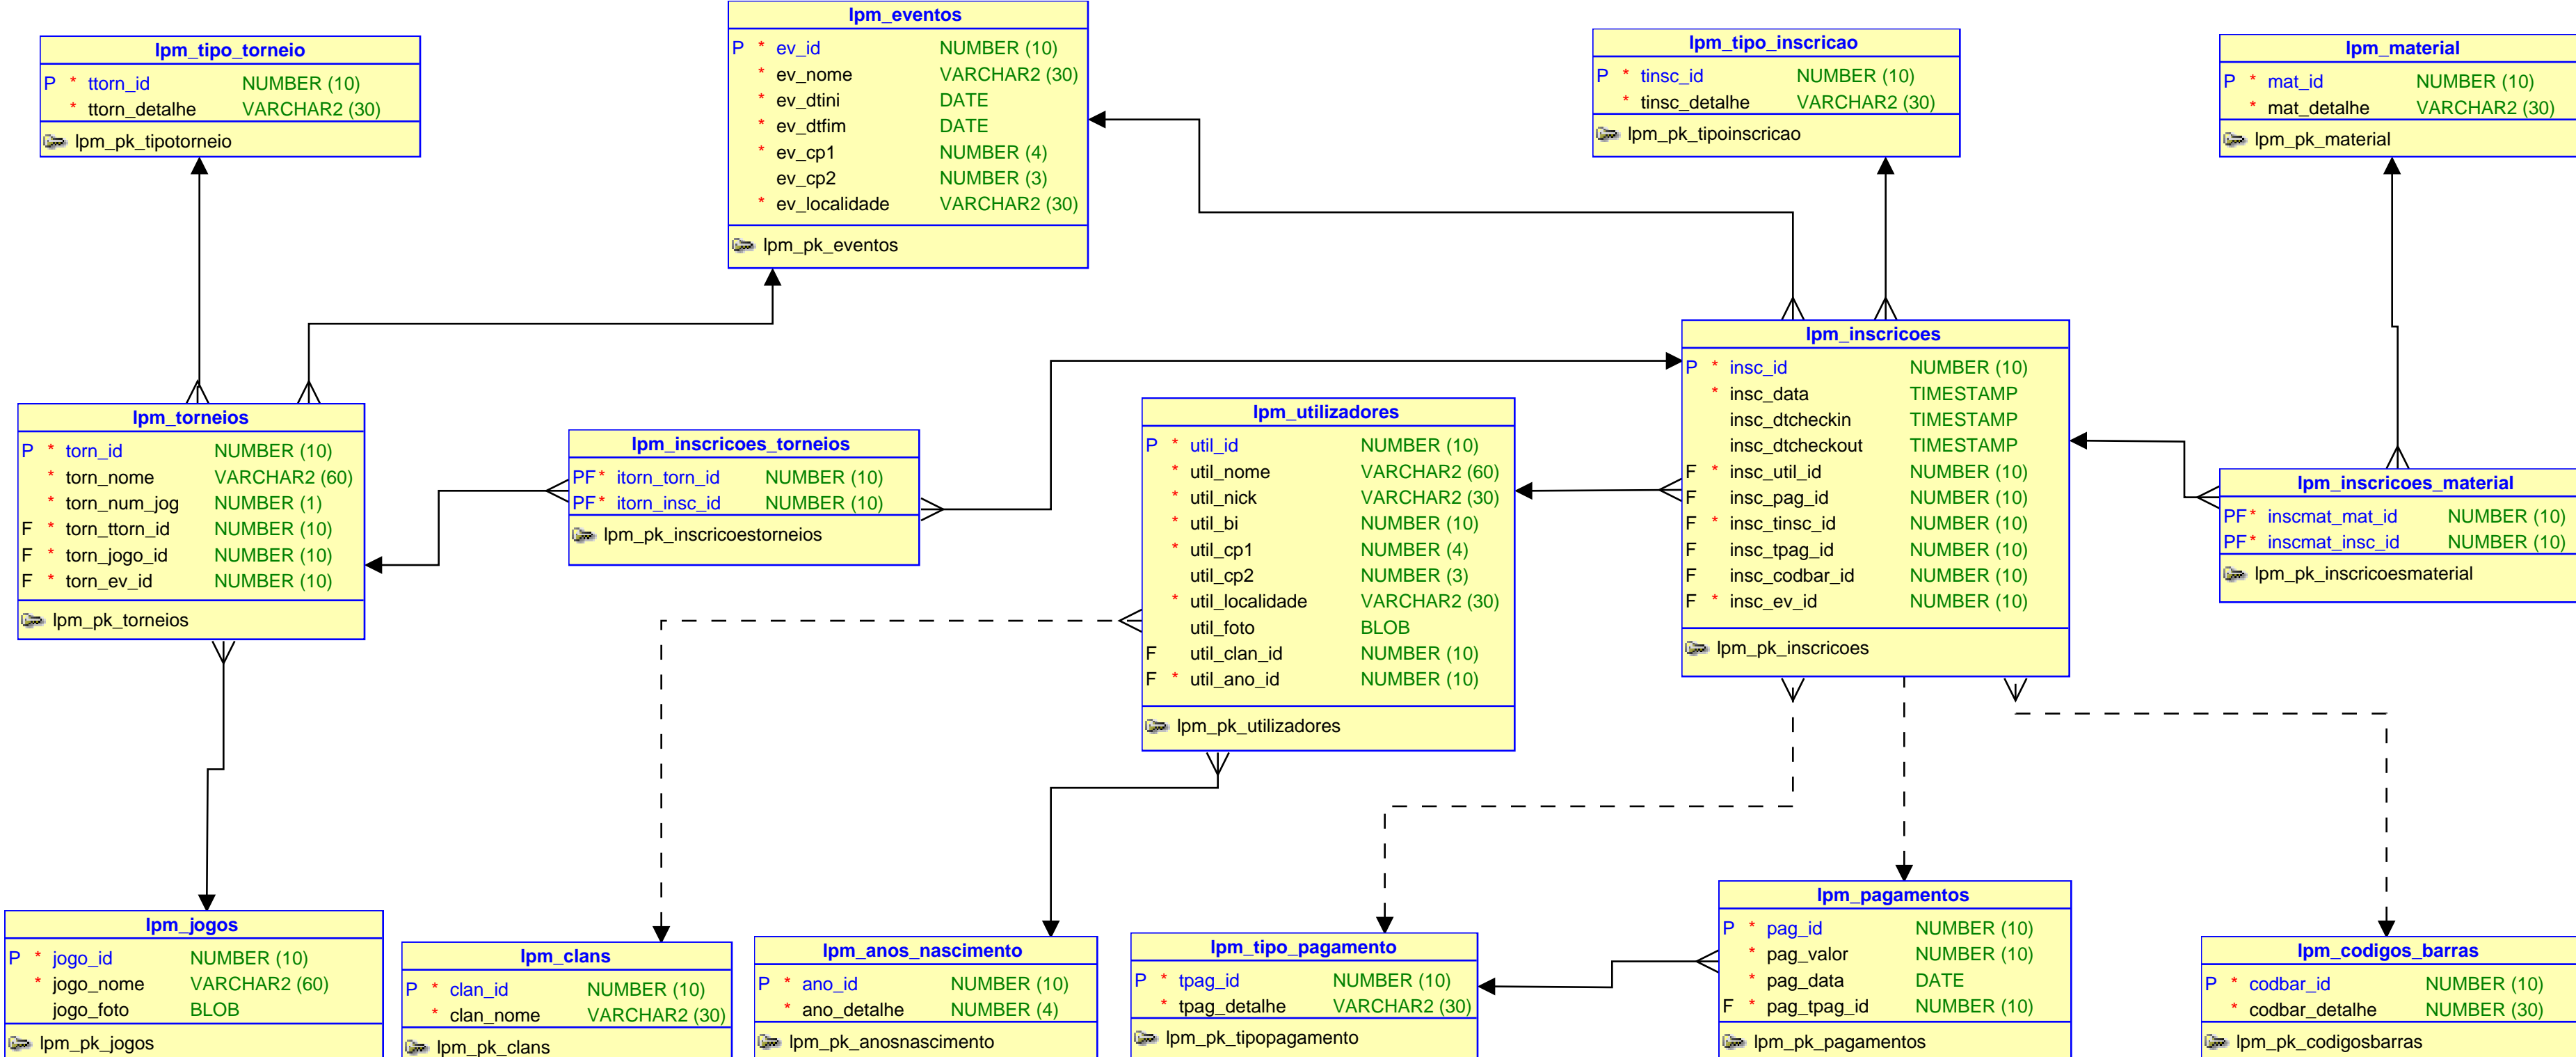 lpm_tipo_torneio
P * ttorn_id NUMBER (10)
* ttorn_detalhe VARCHAR2 (30)
lpm_pk_tipotorneio
lpm_eventos
P * ev_id NUMBER (10)
* ev_nome VARCHAR2 (30)
* ev_dtini DATE
* ev_dtfim DATE
* ev_cp1 NUMBER (4)
ev_cp2 NUMBER (3)
* ev_localidade VARCHAR2 (30)
lpm_pk_eventos
lpm_tipo_inscricao
P * tinsc_id NUMBER (10)
* tinsc_detalhe VARCHAR2 (30)
lpm_pk_tipoinscricao
lpm_material
P * mat_id NUMBER (10)
* mat_detalhe VARCHAR2 (30)
lpm_pk_material
lpm_torneios
P * torn_id NUMBER (10)
* torn_nome VARCHAR2 (60)
* torn_num_jog NUMBER (1)
F * torn_ttorn_id NUMBER (10)
F * torn_jogo_id NUMBER (10)
F * torn_ev_id NUMBER (10)
lpm_pk_torneios
lpm_inscricoes_torneios
PF* itorn_torn_id NUMBER (10)
PF* itorn_insc_id NUMBER (10)
lpm_pk_inscricoestorneios
lpm_utilizadores
P * util_id NUMBER (10)
* util_nome VARCHAR2 (60)
* util_nick VARCHAR2 (30)
* util_bi NUMBER (10)
* util_cp1 NUMBER (4)
util_cp2 NUMBER (3)
* util_localidade VARCHAR2 (30)
util_foto BLOB
F util_clan_id NUMBER (10)
F * util_ano_id NUMBER (10)
lpm_pk_utilizadores
lpm_inscricoes
P * insc_id NUMBER (10)
* insc_data TIMESTAMP
insc_dtcheckin TIMESTAMP
insc_dtcheckout TIMESTAMP
F * insc_util_id NUMBER (10)
F insc_pag_id NUMBER (10)
F * insc_tinsc_id NUMBER (10)
F insc_tpag_id NUMBER (10)
F insc_codbar_id NUMBER (10)
F * insc_ev_id NUMBER (10)
lpm_pk_inscricoes
lpm_inscricoes_material
PF* inscmat_mat_id NUMBER (10)
PF* inscmat_insc_id NUMBER (10)
lpm_pk_inscricoesmaterial
lpm_jogos
P * jogo_id NUMBER (10)
* jogo_nome VARCHAR2 (60)
jogo_foto BLOB
lpm_pk_jogos
lpm_clans
P * clan_id NUMBER (10)
* clan_nome VARCHAR2 (30)
lpm_pk_clans
lpm_anos_nascimento
P * ano_id NUMBER (10)
* ano_detalhe NUMBER (4)
lpm_pk_anosnascimento
lpm_tipo_pagamento
P * tpag_id NUMBER (10)
* tpag_detalhe VARCHAR2 (30)
lpm_pk_tipopagamento
lpm_pagamentos
P * pag_id NUMBER (10)
* pag_valor NUMBER (10)
* pag_data DATE
F * pag_tpag_id NUMBER (10)
lpm_pk_pagamentos
lpm_codigos_barras
P * codbar_id NUMBER (10)
* codbar_detalhe NUMBER (30)
lpm_pk_codigosbarras